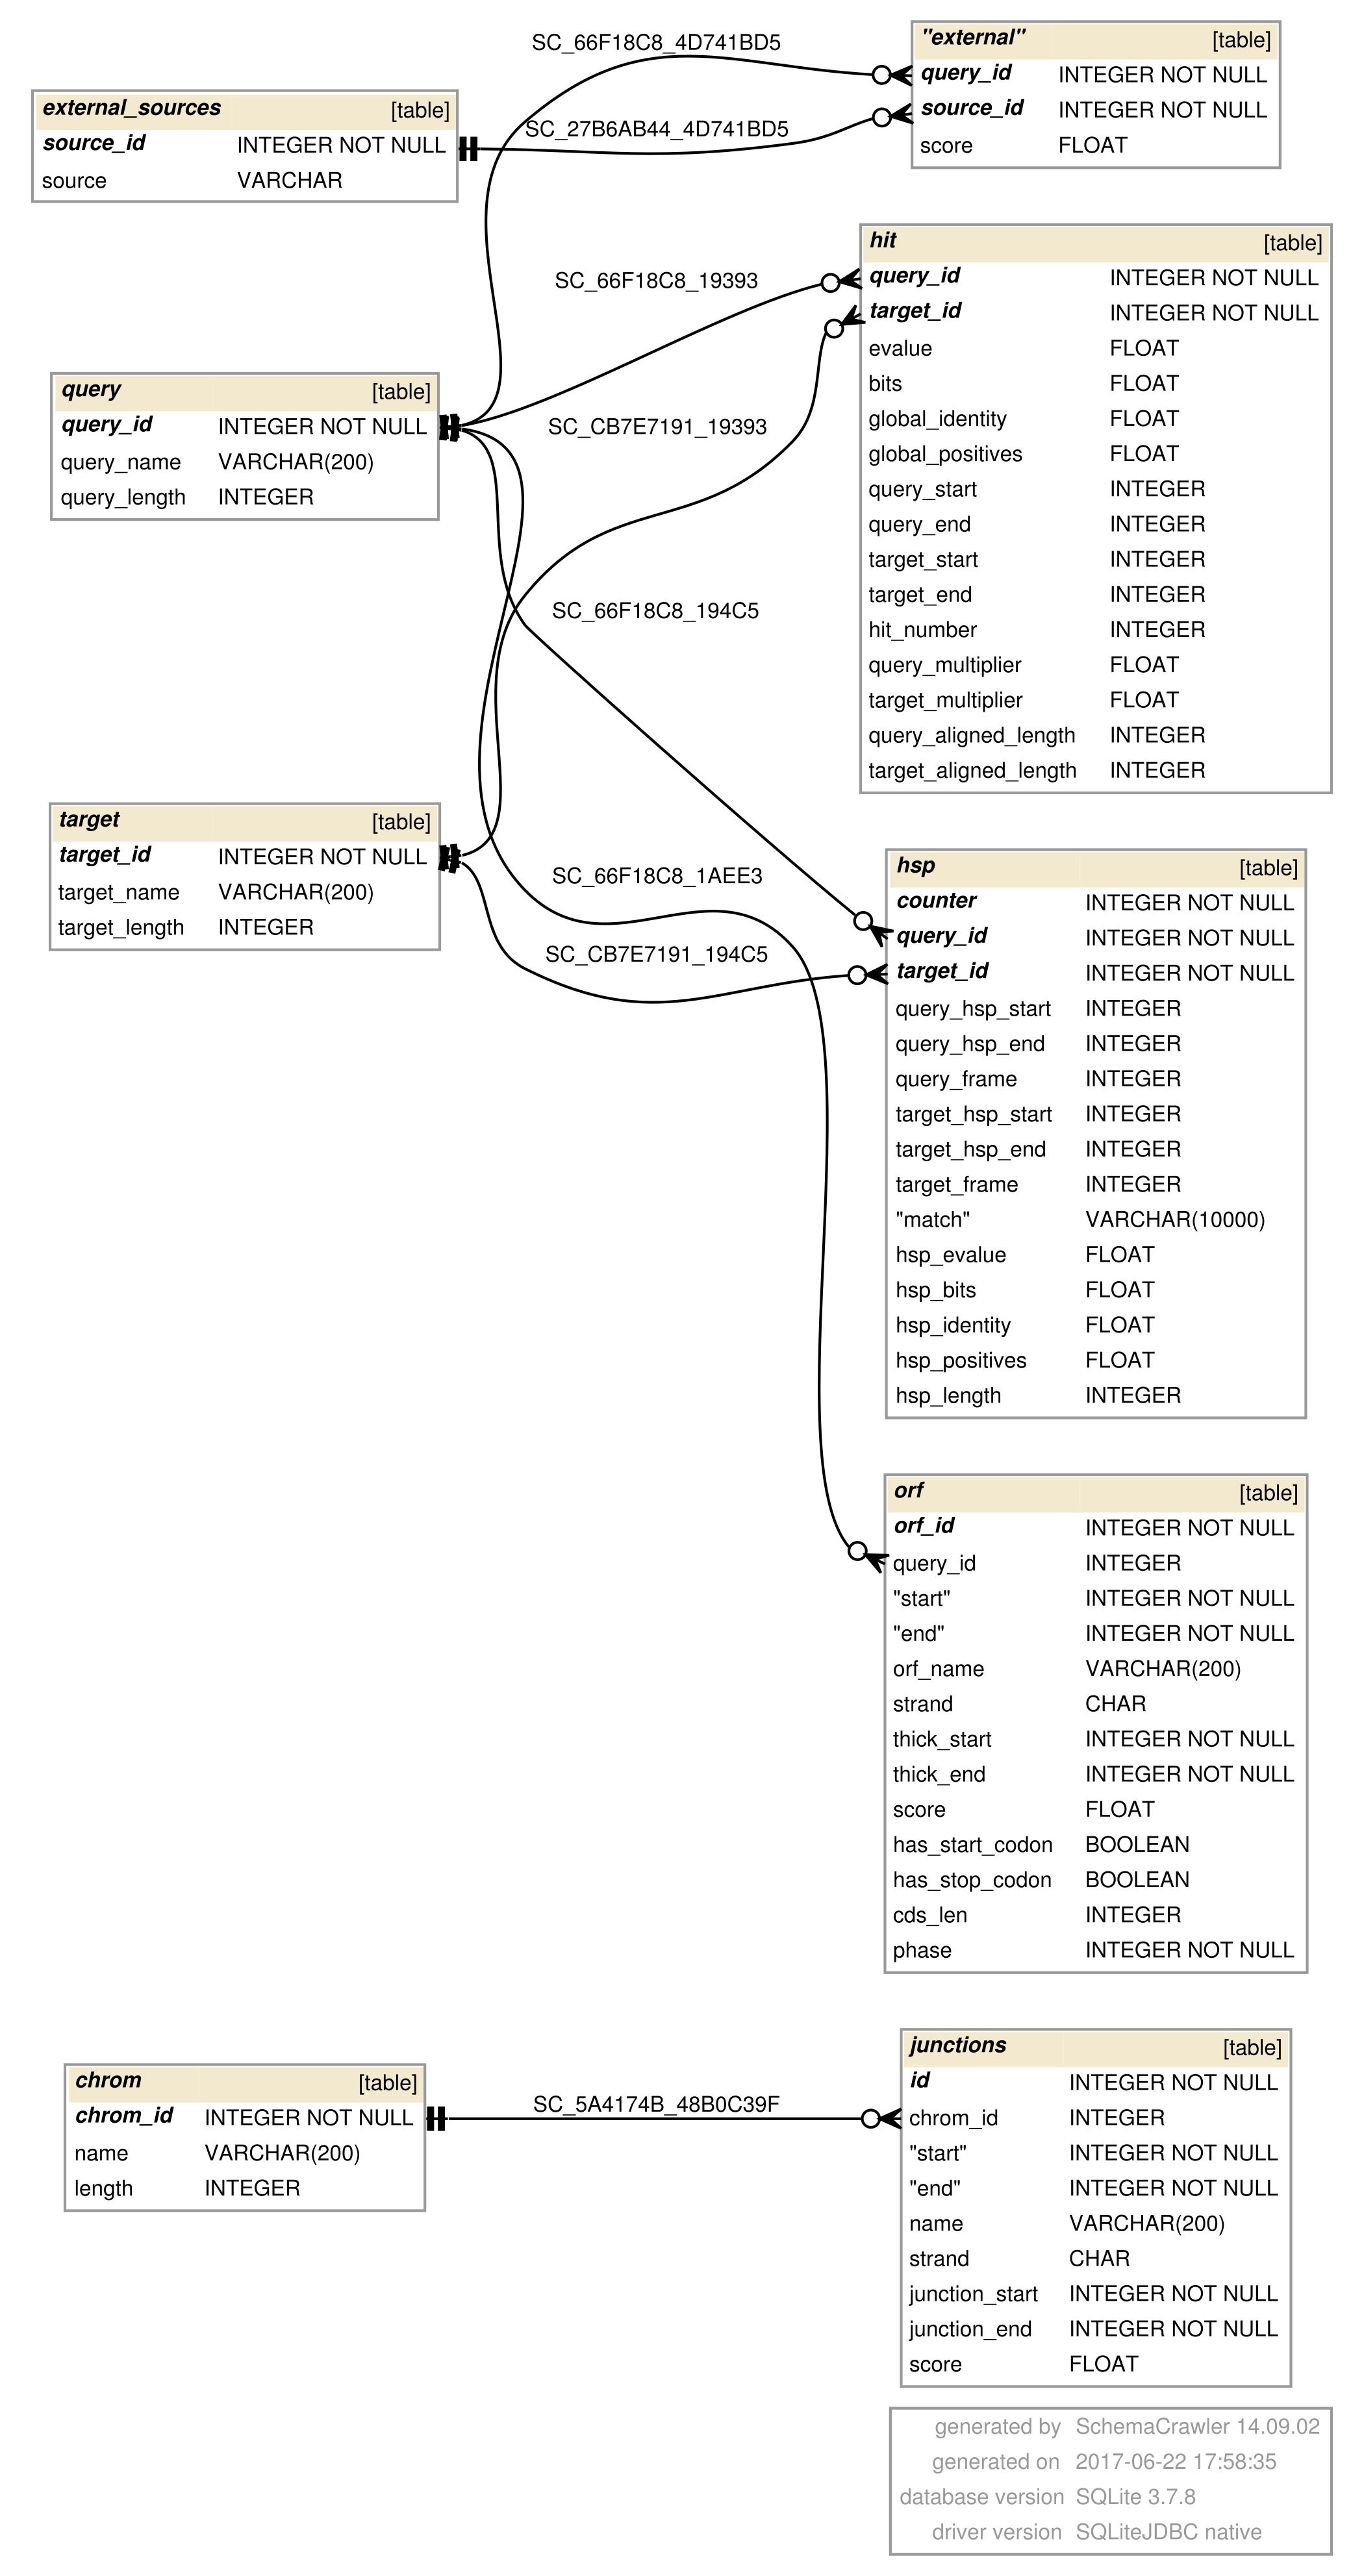 SC_66F18C8_4D741BD5
"external" [table]
query_id INTEGER NOT NULL
source_id INTEGER NOT NULL
score FLOAT
external_sources [table]
source_id INTEGER NOT NULL
source VARCHAR
SC_27B6AB44_4D741BD5
hit [table]
query_id INTEGER NOT NULL
target_id INTEGER NOT NULL
evalue FLOAT
bits FLOAT
global_identity FLOAT
global_positives FLOAT
query_start INTEGER
query_end INTEGER
target_start INTEGER
target_end INTEGER
hit_number INTEGER
query_multiplier FLOAT
target_multiplier FLOAT
query_aligned_length INTEGER
target_aligned_length INTEGER
SC_66F18C8_19393
query [table]
query_id INTEGER NOT NULL
query_name VARCHAR(200)
query_length INTEGER
SC_CB7E7191_19393
SC_66F18C8_194C5
target [table]
target_id INTEGER NOT NULL
target_name VARCHAR(200)
target_length INTEGER
SC_66F18C8_1AEE3
SC_CB7E7191_194C5
hsp [table]
counter INTEGER NOT NULL
query_id INTEGER NOT NULL
target_id INTEGER NOT NULL
query_hsp_start INTEGER
query_hsp_end INTEGER
query_frame INTEGER
target_hsp_start INTEGER
target_hsp_end INTEGER
target_frame INTEGER
"match" VARCHAR(10000)
hsp_evalue FLOAT
hsp_bits FLOAT
hsp_identity FLOAT
hsp_positives FLOAT
hsp_length INTEGER
orf [table]
orf_id INTEGER NOT NULL
query_id INTEGER
"start" INTEGER NOT NULL
"end" INTEGER NOT NULL
orf_name VARCHAR(200)
strand CHAR
thick_start INTEGER NOT NULL
thick_end INTEGER NOT NULL
score FLOAT
has_start_codon BOOLEAN
has_stop_codon BOOLEAN
cds_len INTEGER
phase INTEGER NOT NULL
chrom [table]
chrom_id INTEGER NOT NULL
name VARCHAR(200)
length INTEGER
SC_5A4174B_48B0C39F
junctions [table]
id INTEGER NOT NULL
chrom_id INTEGER
"start" INTEGER NOT NULL
"end" INTEGER NOT NULL
name VARCHAR(200)
strand CHAR
junction_start INTEGER NOT NULL
junction_end INTEGER NOT NULL
score FLOAT
generated by SchemaCrawler 14.09.02
generated on 2017-06-22 17:58:35
database version SQLite 3.7.8
driver version SQLiteJDBC native